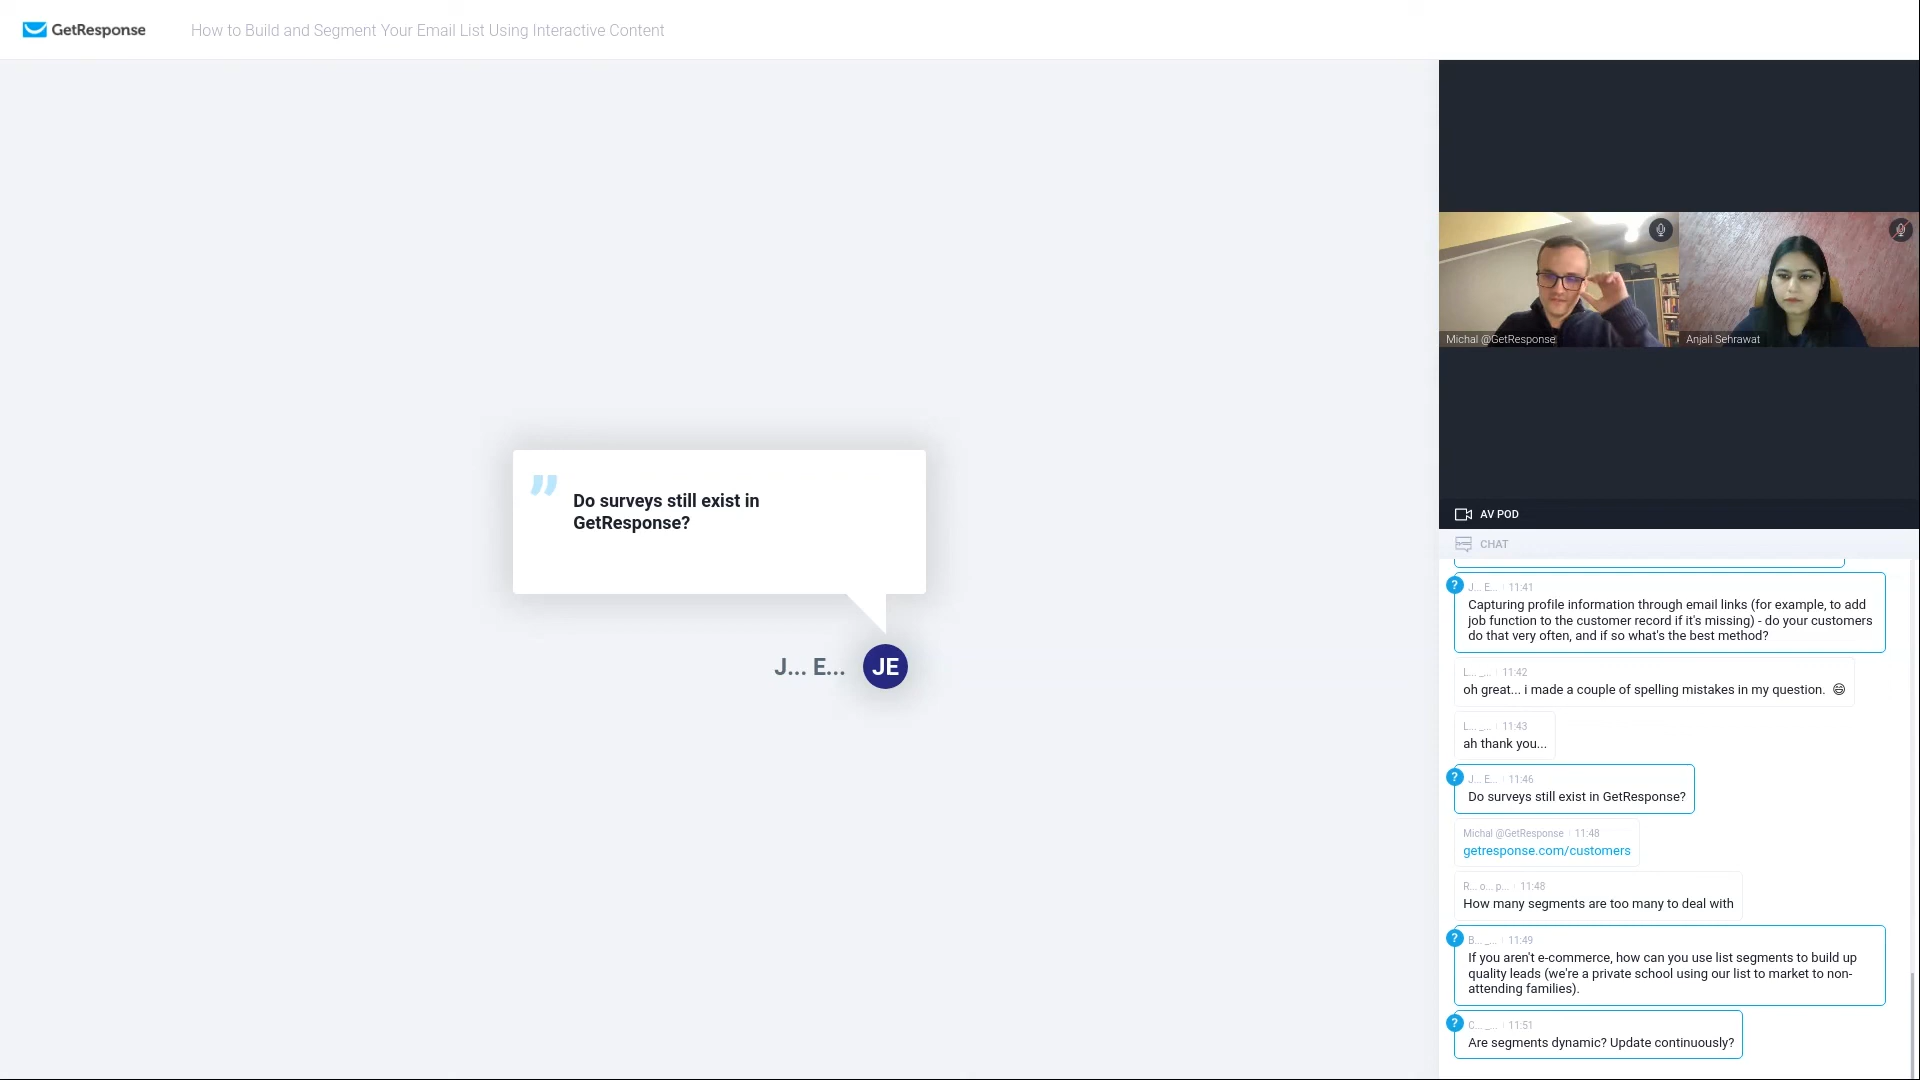 GetResponse
How to Build and Segment Your Email List Using Interactive Content
Michal @GetResponse
Anjali Sehrawat
Do surveys still exist in
GetResponse?
J... E...
JE
AV POD
CHAT
? J... E... 11:41
Capturing profile information through email links (for example, to add
job function to the customer record if it's missing) - do your customers
do that very often, and if so what's the best method?
L... _... 11:42
oh great... i made a couple of spelling mistakes in my question. 😄
L... _... 11:43
ah thank you...
? J... E... 11:46
Do surveys still exist in GetResponse?
Michal @GetResponse 11:48
getresponse.com/customers
R... o... p... 11:48
How many segments are too many to deal with
? B... _... 11:49
If you aren't e-commerce, how can you use list segments to build up
quality leads (we're a private school using our list to market to non-
attending families).
? C... _... 11:51
Are segments dynamic? Update continuously?